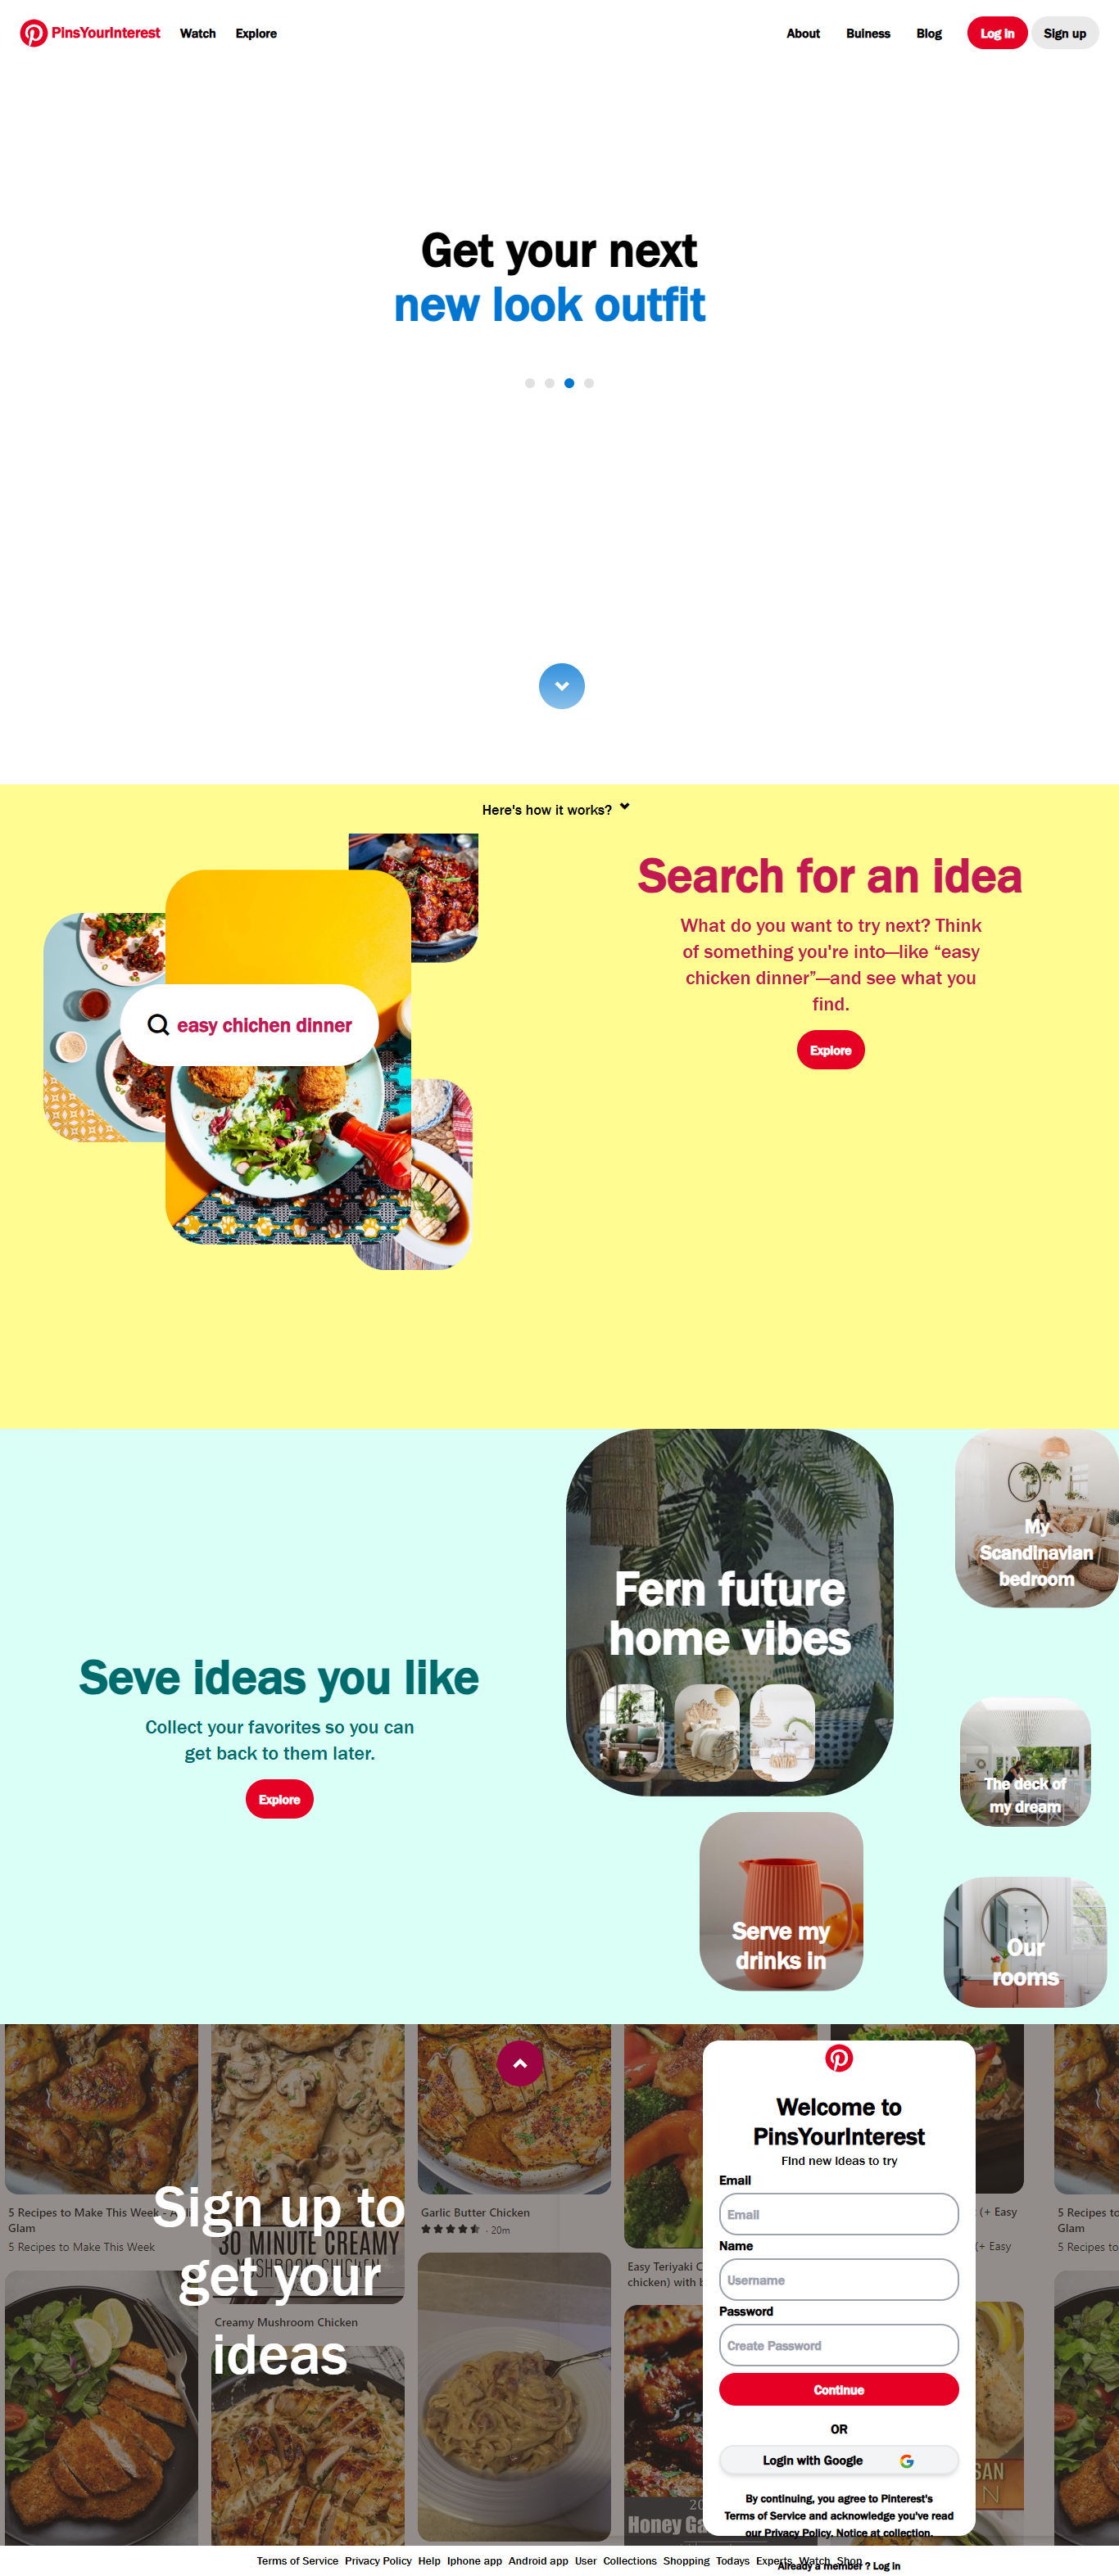 PinsYourInterest Watch Explore About Buiness Blog Log In Sign up
Get your next
new look outfit
Here's how it works?
Search for an idea
What do you want to try next? Think
of something you're into—like “easy
chicken dinner”—and see what you
find.
Explore
easy chichen dinner
Fern future
home vibes
My
Scandinavian
bedroom
Seve ideas you like
Collect your favorites so you can
get back to them later.
Explore
The deck of
my dream
Serve my
drinks in
Our
rooms
Sign up to
get your
ideas
5 Recipes to Make This Week - A
Glam
5 Recipes to Make This Week
30 MINUTE CREAMY
MUSHROOM CHICKEN
Creamy Mushroom Chicken
Garlic Butter Chicken
· 20m
Easy Teriyaki C
chicken) with b
20
Honey Ga
(+ Easy
(+ Easy
SAN
N
5 Recipes to
Glam
5 Recipes to
Welcome to
PinsYourInterest
Find new ideas to try
Email
Email
Name
Username
Password
Create Password
Continue
OR
Login with Google
By continuing, you agree to Pinterest's
Terms of Service and acknowledge you've read
our Privacy Policy. Notice at collection.
Already a member ? Log in
Terms of Service Privacy Policy Help Iphone app Android app User Collections Shopping Todays Experts Watch Shop